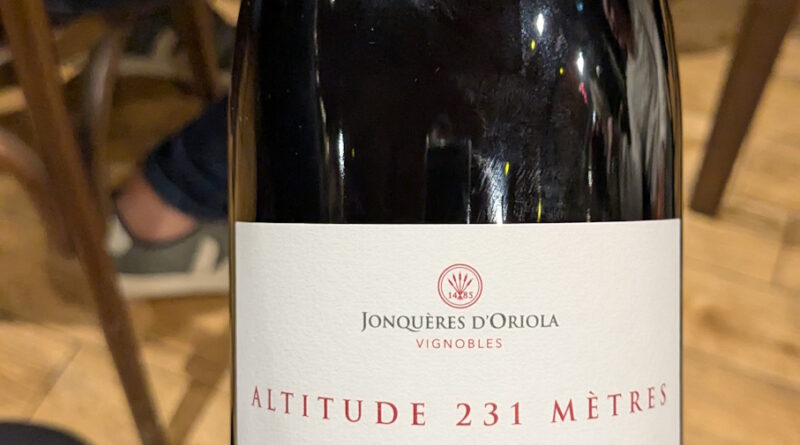 1485
JONQUÈRES D'ORIOLA
VIGNOBLES
ALTITUDE 231 MÈTRES